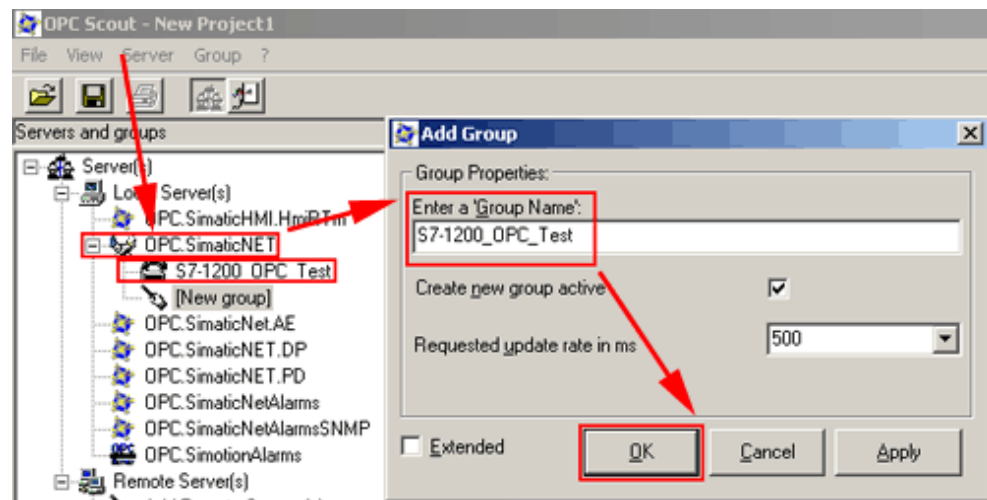 OPC Scout - New Project1
File View Server Group ?
Servers and groups
Server(s)
Local Server(s)
OPC.SimaticHMI.HmiRTm
OPC.SimaticNET
S7-1200_OPC_Test
[New group]
OPC.SimaticNet.AE
OPC.SimaticNET.DP
OPC.SimaticNET.PD
OPC.SimaticNetAlarms
OPC.SimaticNetAlarmsSNMP
OPC.SimotionAlarms
Remote Server(s)
Add Group
Group Properties:
Enter a 'Group Name':
S7-1200_OPC_Test
Create new group active
Requested update rate in ms
500
Extended
OK
Cancel
Apply